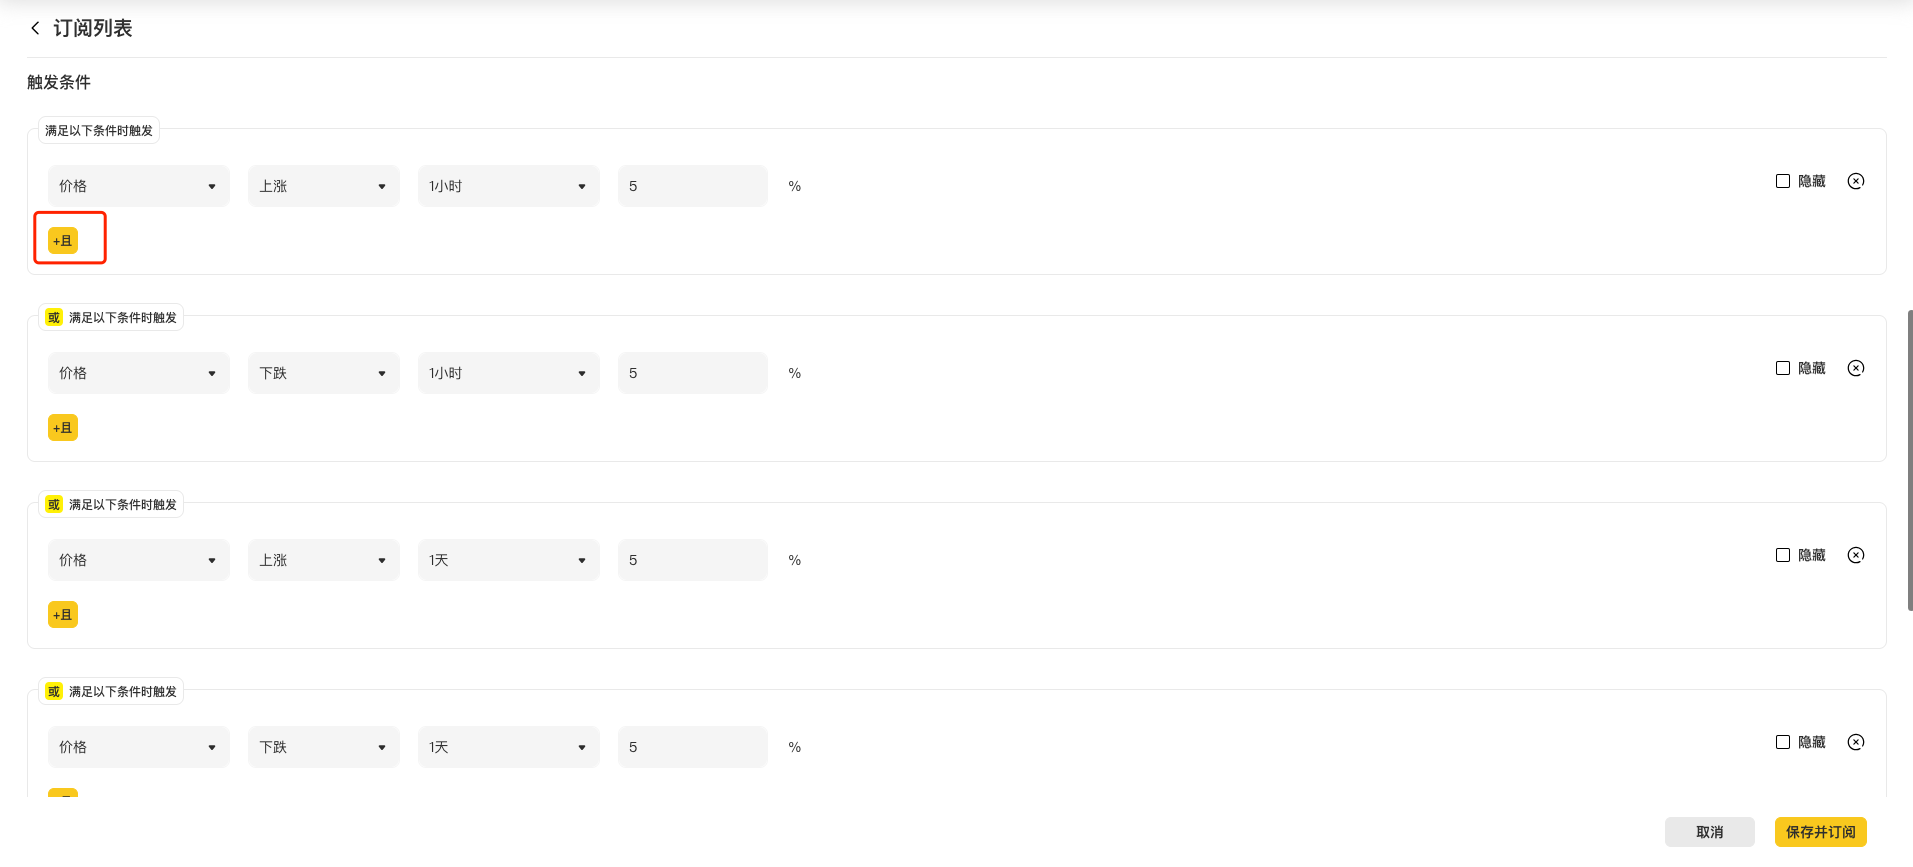 订阅列表
触发条件
满足以下条件时触发
价格 上涨 1小时 5 % 隐藏
+且
或 满足以下条件时触发
价格 下跌 1小时 5 % 隐藏
+且
或 满足以下条件时触发
价格 上涨 1天 5 % 隐藏
+且
或 满足以下条件时触发
价格 下跌 1天 5 % 隐藏
取消 保存并订阅